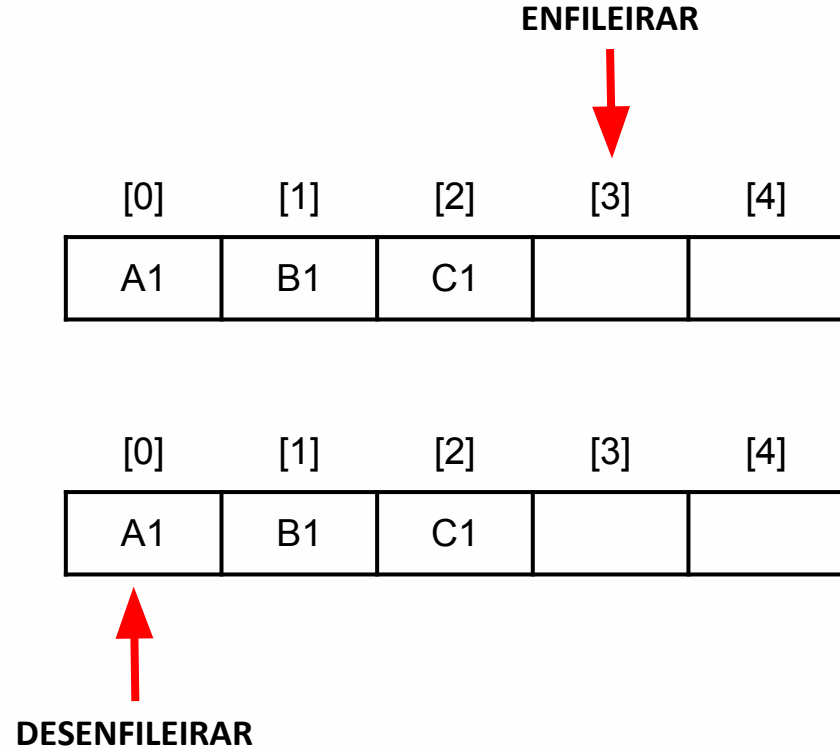 ENFILEIRAR
[0] [1] [2] [3] [4]
A1 B1 C1
[0] [1] [2] [3] [4]
A1 B1 C1
DESENFILEIRAR